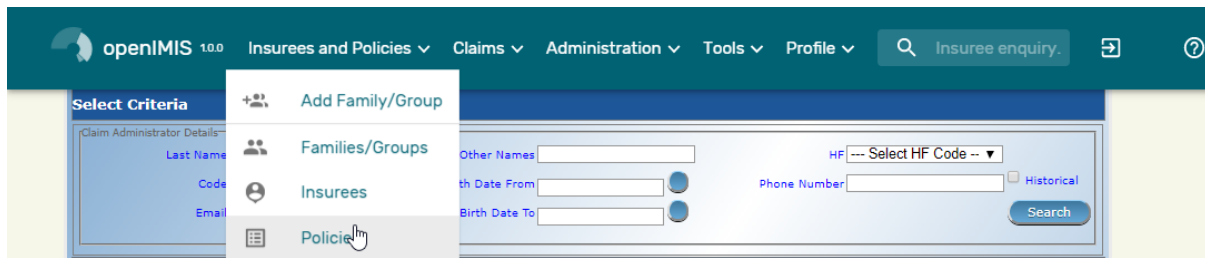 openIMIS 1.0.0 Insurees and Policies Claims Administration Tools Profile Insuree enquiry.
Select Criteria
Add Family/Group
Claim Administrator Details
Families/Groups
Last Name Other Names HF --- Select HF Code --
Code th Date From Phone Number Historical
Insurees
Email Birth Date To Search
Policie